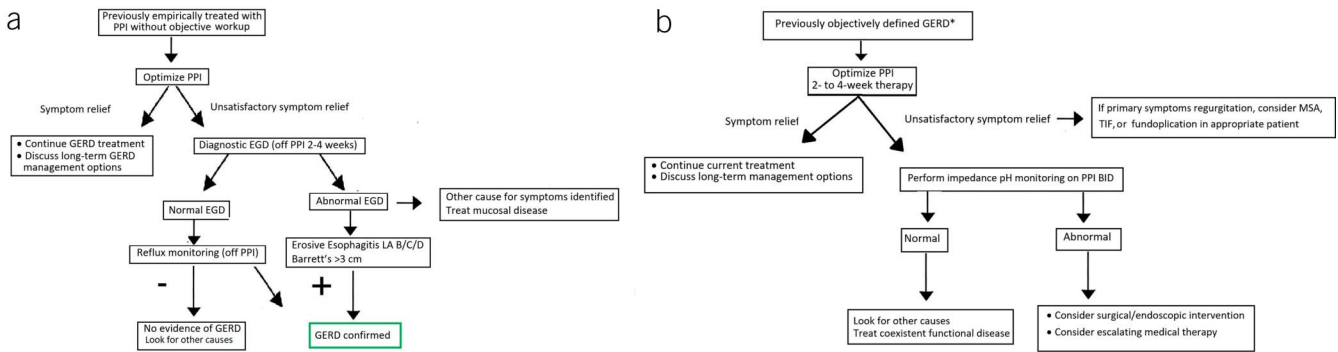 a
Previously empirically treated with
PPI without objective workup
Optimize PPI
Symptom relief
Unsatisfactory symptom relief
• Continue GERD treatment
• Discuss long-term GERD
management options
Diagnostic EGD (off PPI 2-4 weeks)
Normal EGD
Abnormal EGD
Other cause for symptoms identified
Treat mucosal disease
Reflux monitoring (off PPI)
Erosive Esophagitis LA B/C/D
Barrett's >3 cm
-
+
No evidence of GERD
Look for other causes
GERD confirmed
b
Previously objectively defined GERD*
Optimize PPI
2- to 4-week therapy
Symptom relief
Unsatisfactory symptom relief
If primary symptoms regurgitation, consider MSA,
TIF, or fundoplication in appropriate patient
• Continue current treatment
• Discuss long-term management options
Perform impedance pH monitoring on PPI BID
Normal
Abnormal
Look for other causes
Treat coexistent functional disease
• Consider surgical/endoscopic intervention
• Consider escalating medical therapy